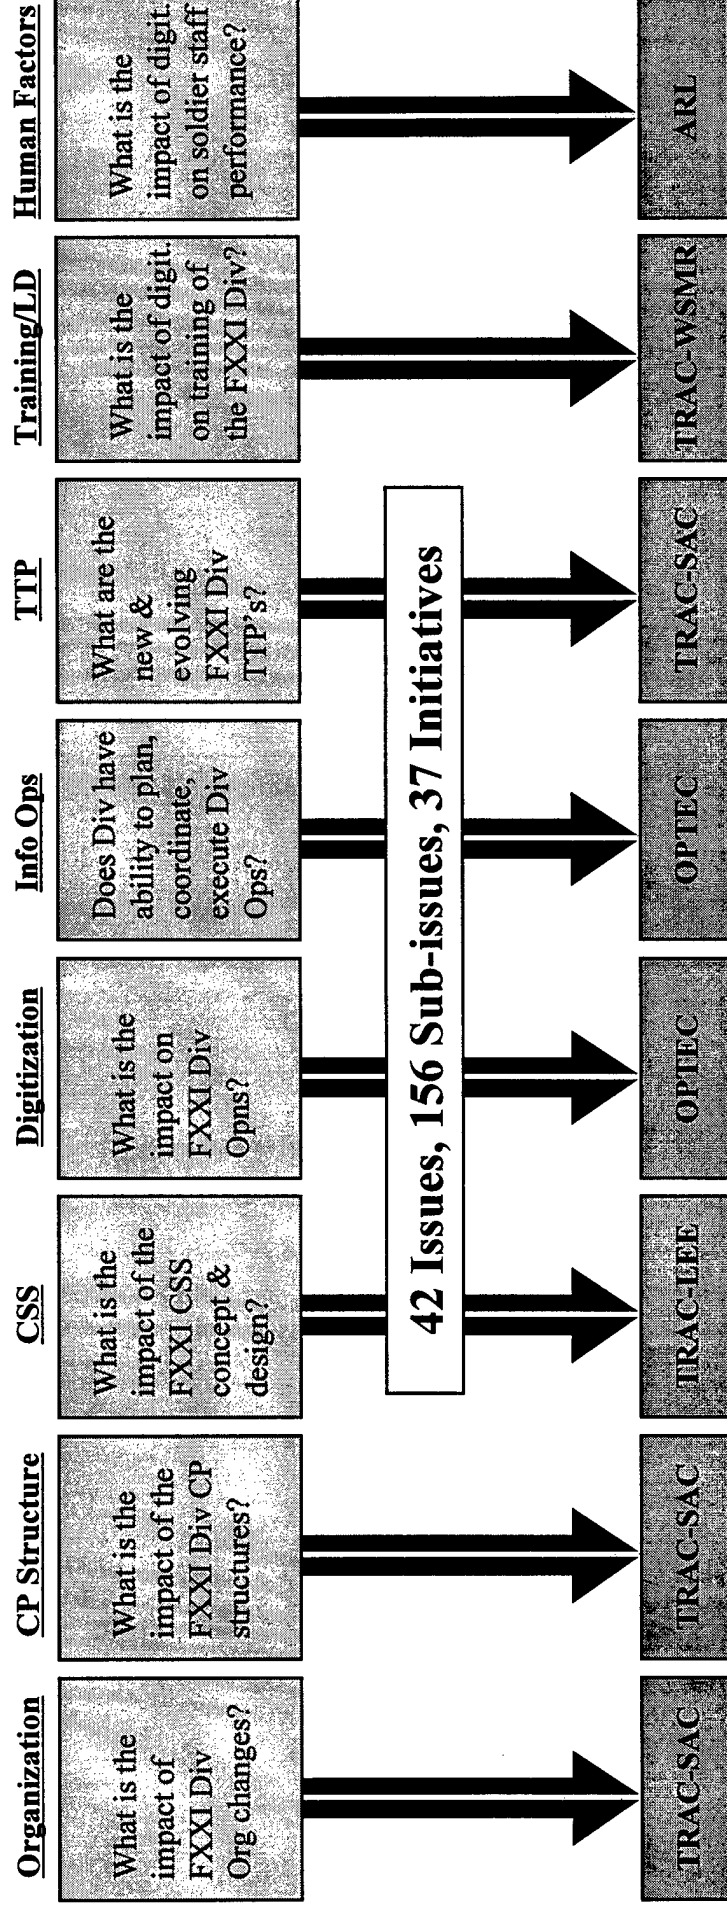 Organization
What is the
impact of
FXXI Div
Org changes?
TRAC-SAC
CP Structure
What is the
impact of the
FXXI Div CP
structures?
TRAC-SAC
CSS
What is the
impact of the
FXXI CSS
concept &
design?
TRAC-LEE
Digitization
What is the
impact on
FXXI Div
Opns?
OPTEC
Info Ops
Does Div have
ability to plan,
coordinate,
execute Div
Ops?
OPTEC
TTP
What are the
new &
evolving
FXXI Div
TTP's?
TRAC-SAC
Training/LD
What is the
impact of digit.
on training of
the FXXI Div?
TRAC-WSMR
Human Factors
What is the
impact of digit.
on soldier staff
performance?
ARL
42 Issues, 156 Sub-issues, 37 Initiatives